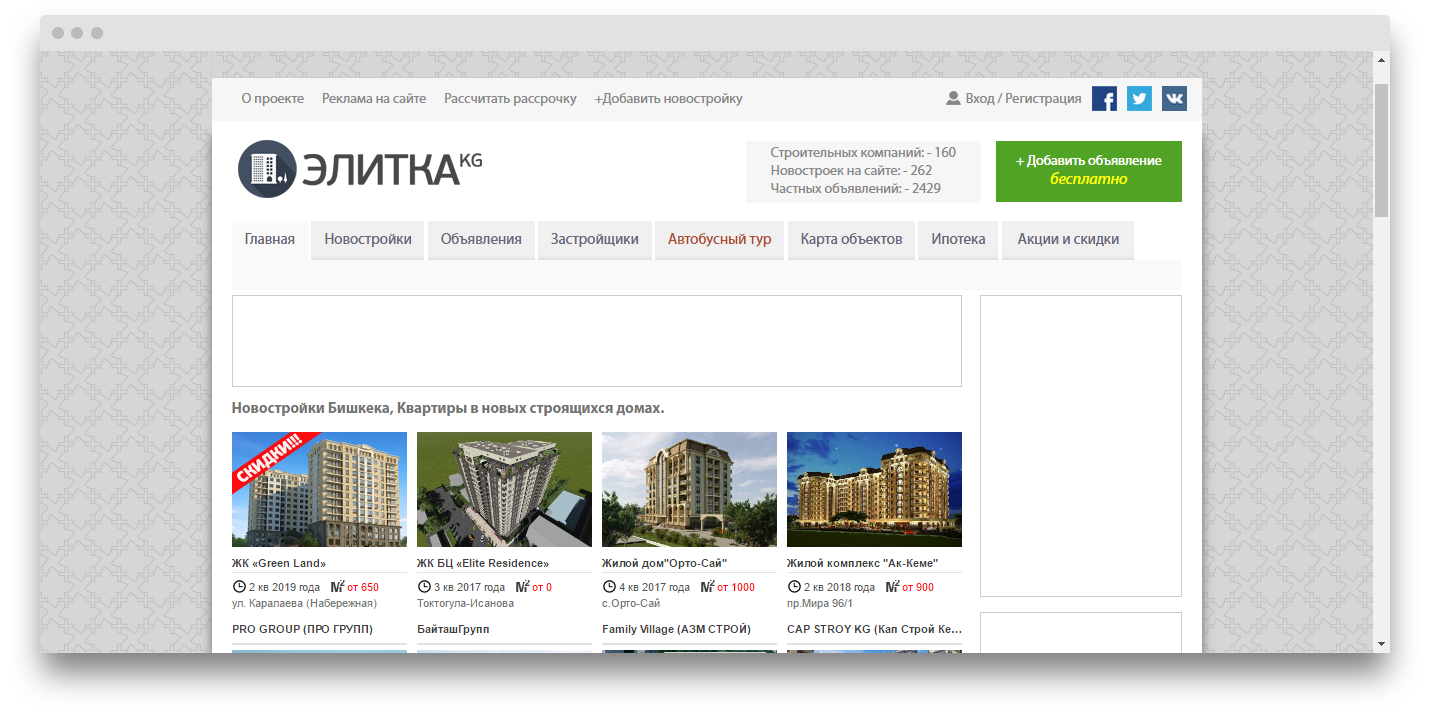 О проекте Реклама на сайте Рассчитать рассрочку +Добавить новостройку Вход / Регистрация
ЭЛИТКА KG
Строительных компаний: - 160
Новостроек на сайте: - 262
Частных объявлений: - 2429
+ Добавить объявление
бесплатно
Главная Новостройки Объявления Застройщики Автобусный тур Карта объектов Ипотека Акции и скидки
Новостройки Бишкека, Квартиры в новых строящихся домах.
СКИДКИ!!!
ЖК «Green Land» ЖК БЦ «Elite Residence» Жилой дом"Орто-Сай" Жилой комплекс "Ак-Кеме"
2 кв 2019 года М2 от 650 3 кв 2017 года М2 от 0 4 кв 2017 года М2 от 1000 2 кв 2018 года М2 от 900
ул. Каралаева (Набережная) Токтогула-Исанова с.Орто-Сай пр.Мира 96/1
PRO GROUP (ПРО ГРУПП) БайташГрупп Family Village (АЗМ СТРОЙ) CAP STROY KG (Кап Строй Ке...